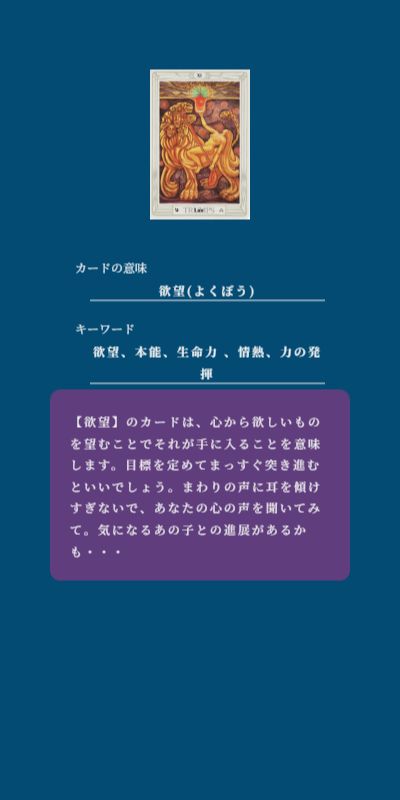 XI
TRUMPS
Lust
カードの意味
欲望(よくぼう)
キーワード
欲望、本能、生命力 、情熱、力の発
揮
【欲望】のカードは、心から欲しいもの
を望むことでそれが手に入ることを意味
します。目標を定めてまっすぐ突き進む
といいでしょう。まわりの声に耳を傾け
すぎないで、あなたの心の声を聞いてみ
て。気になるあの子との進展があるか
も・・・